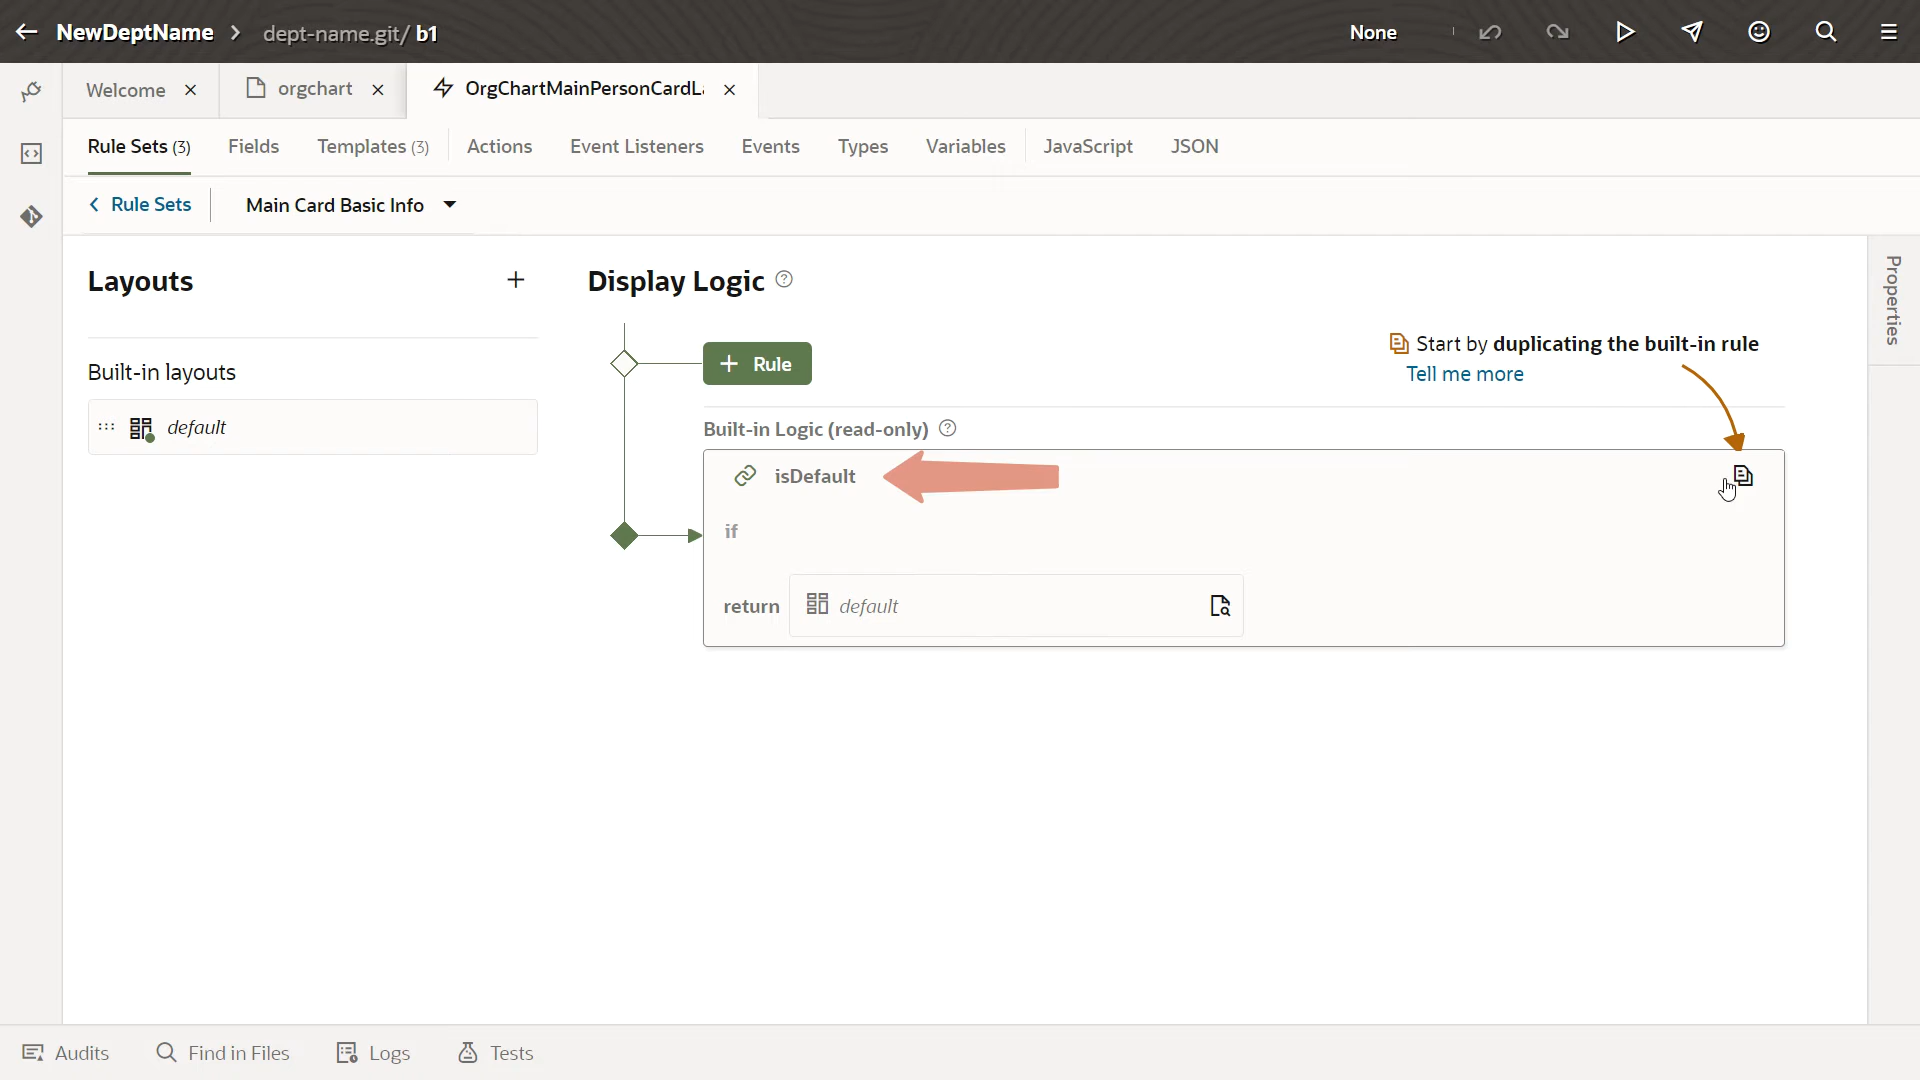 NewDeptName > dept-name.git/ b1
None
Welcome
orgchart
OrgChartMainPersonCardL
Rule Sets (3)
Fields
Templates (3)
Actions
Event Listeners
Events
Types
Variables
JavaScript
JSON
Rule Sets
Main Card Basic Info
Layouts
Display Logic
Properties
Start by duplicating the built-in rule
Tell me more
+ Rule
Built-in layouts
default
Built-in Logic (read-only)
isDefault
if
return
default
Audits
Find in Files
Logs
Tests